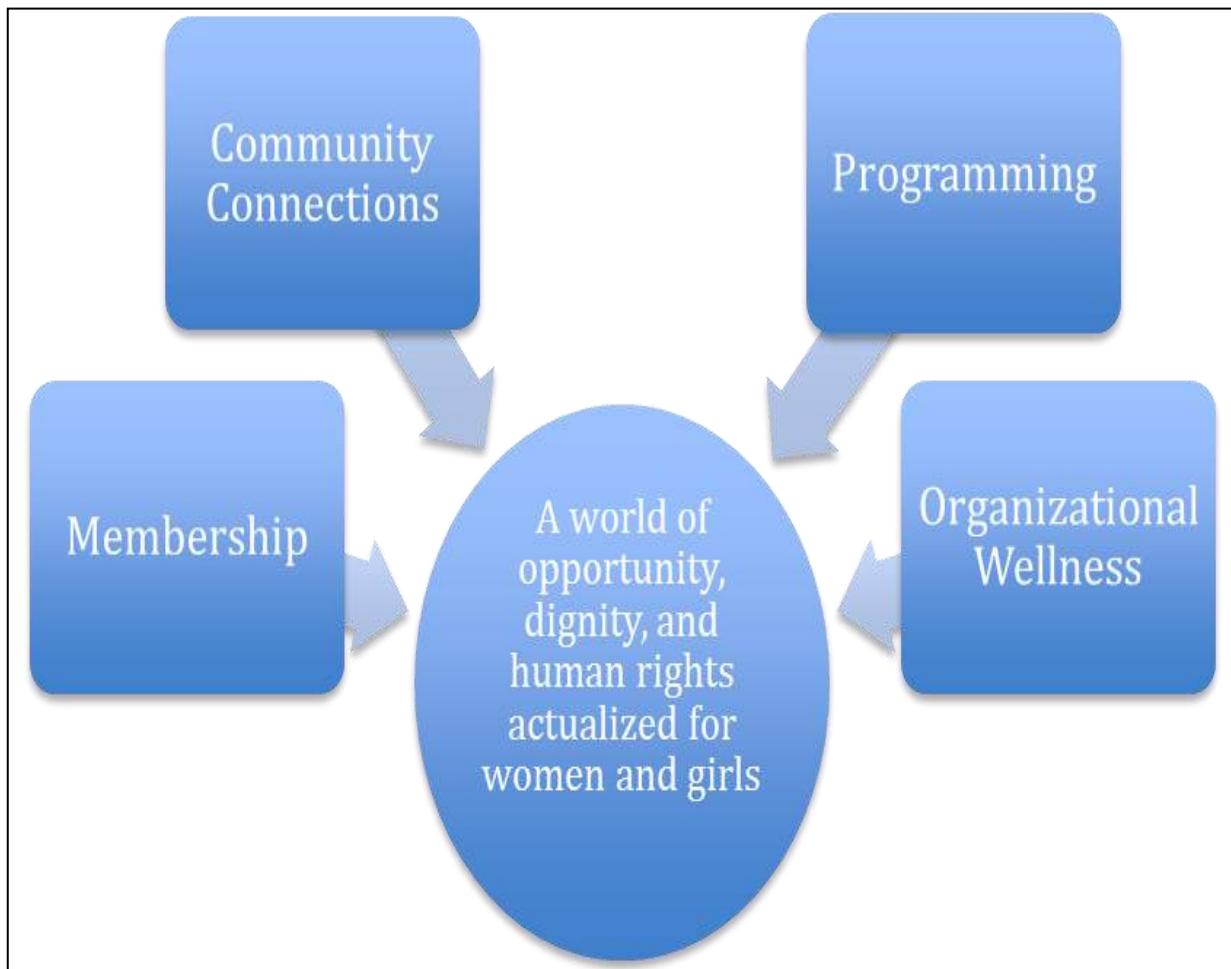 Community
Connections
Programming
Membership
Organizational
Wellness
A world of
opportunity,
dignity, and
human rights
actualized for
women and girls